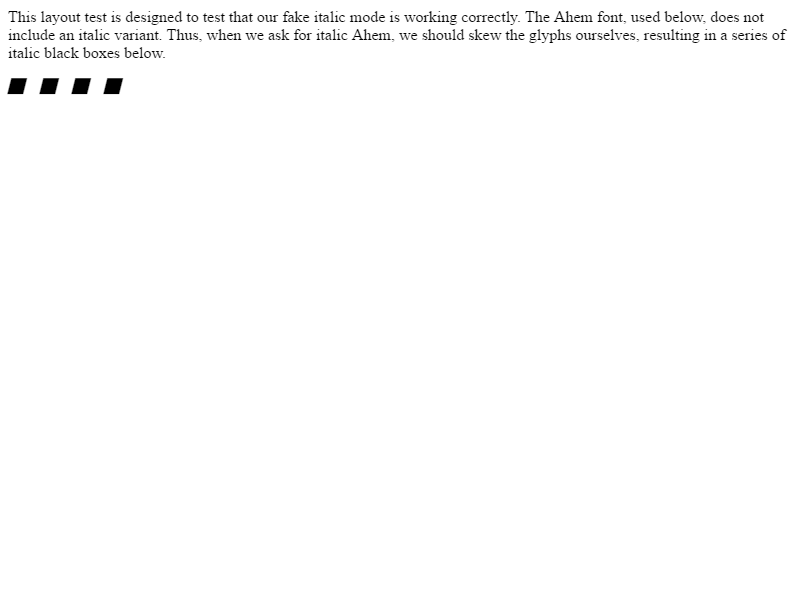 This layout test is designed to test that our fake italic mode is working correctly. The Ahem font, used below, does not
include an italic variant. Thus, when we ask for italic Ahem, we should skew the glyphs ourselves, resulting in a series of
italic black boxes below.